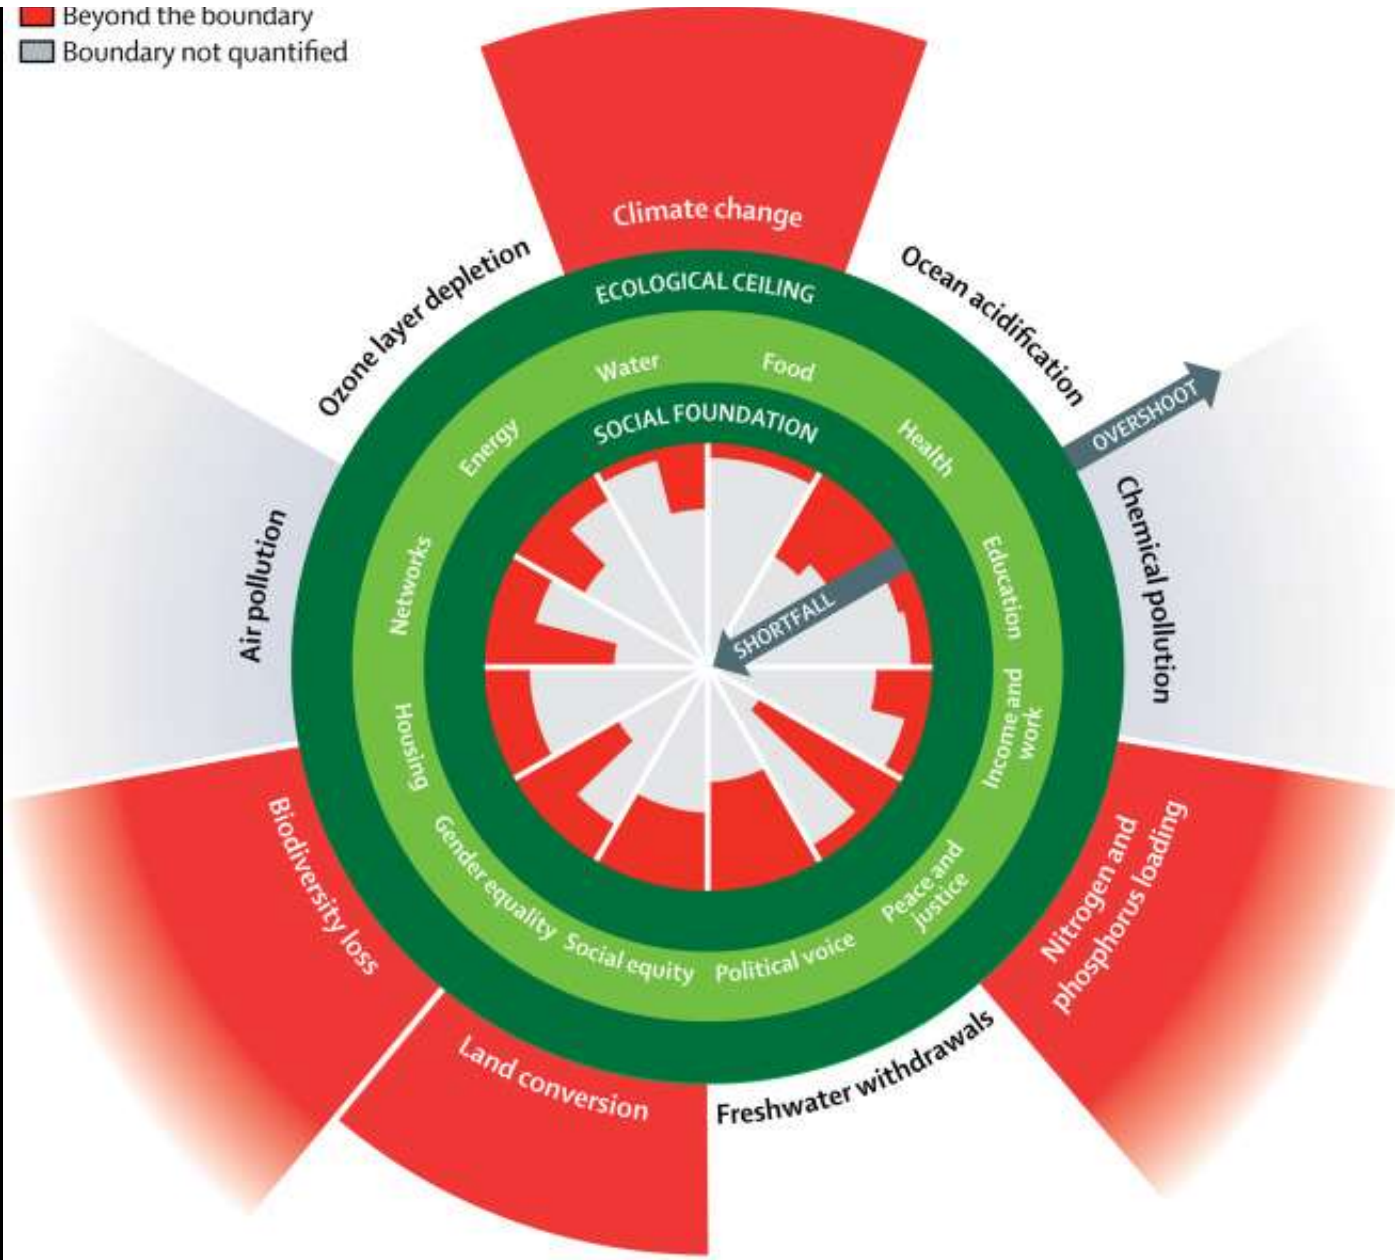 Beyond the boundary
Boundary not quantified
Climate change
Ozone layer depletion
Ocean acidification
ECOLOGICAL CEILING
Water
Food
Energy
Health
SOCIAL FOUNDATION
OVERSHOOT
Networks
Education
SHORTFALL
Air pollution
Chemical pollution
Housing
Income and
work
Gender equality
Social equity
Political voice
Peace and
justice
Biodiversity loss
Nitrogen and
phosphorus loading
Land conversion
Freshwater withdrawals